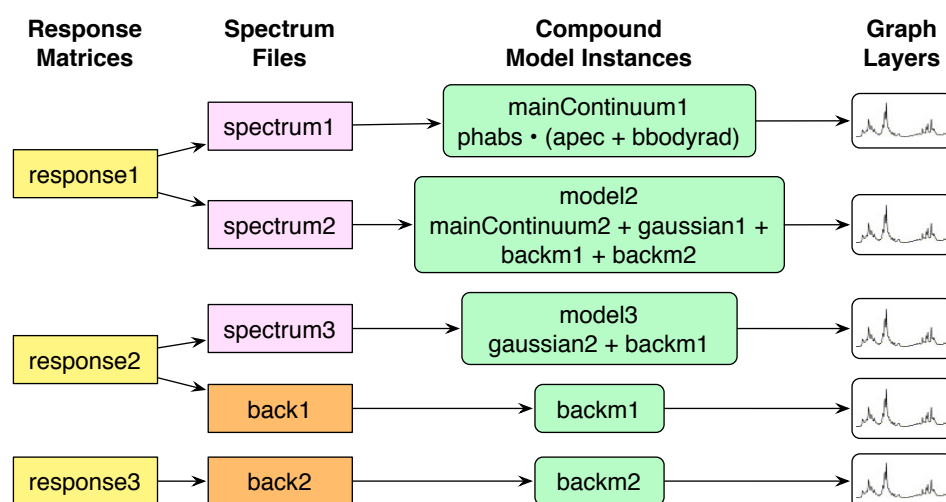 Response
Matrices
Spectrum
Files
Compound
Model Instances
Graph
Layers
response1
spectrum1
mainContinuum1
phabs • (apec + bbodyrad)
spectrum2
model2
mainContinuum2 + gaussian1 +
backm1 + backm2
response2
spectrum3
model3
gaussian2 + backm1
back1
backm1
response3
back2
backm2